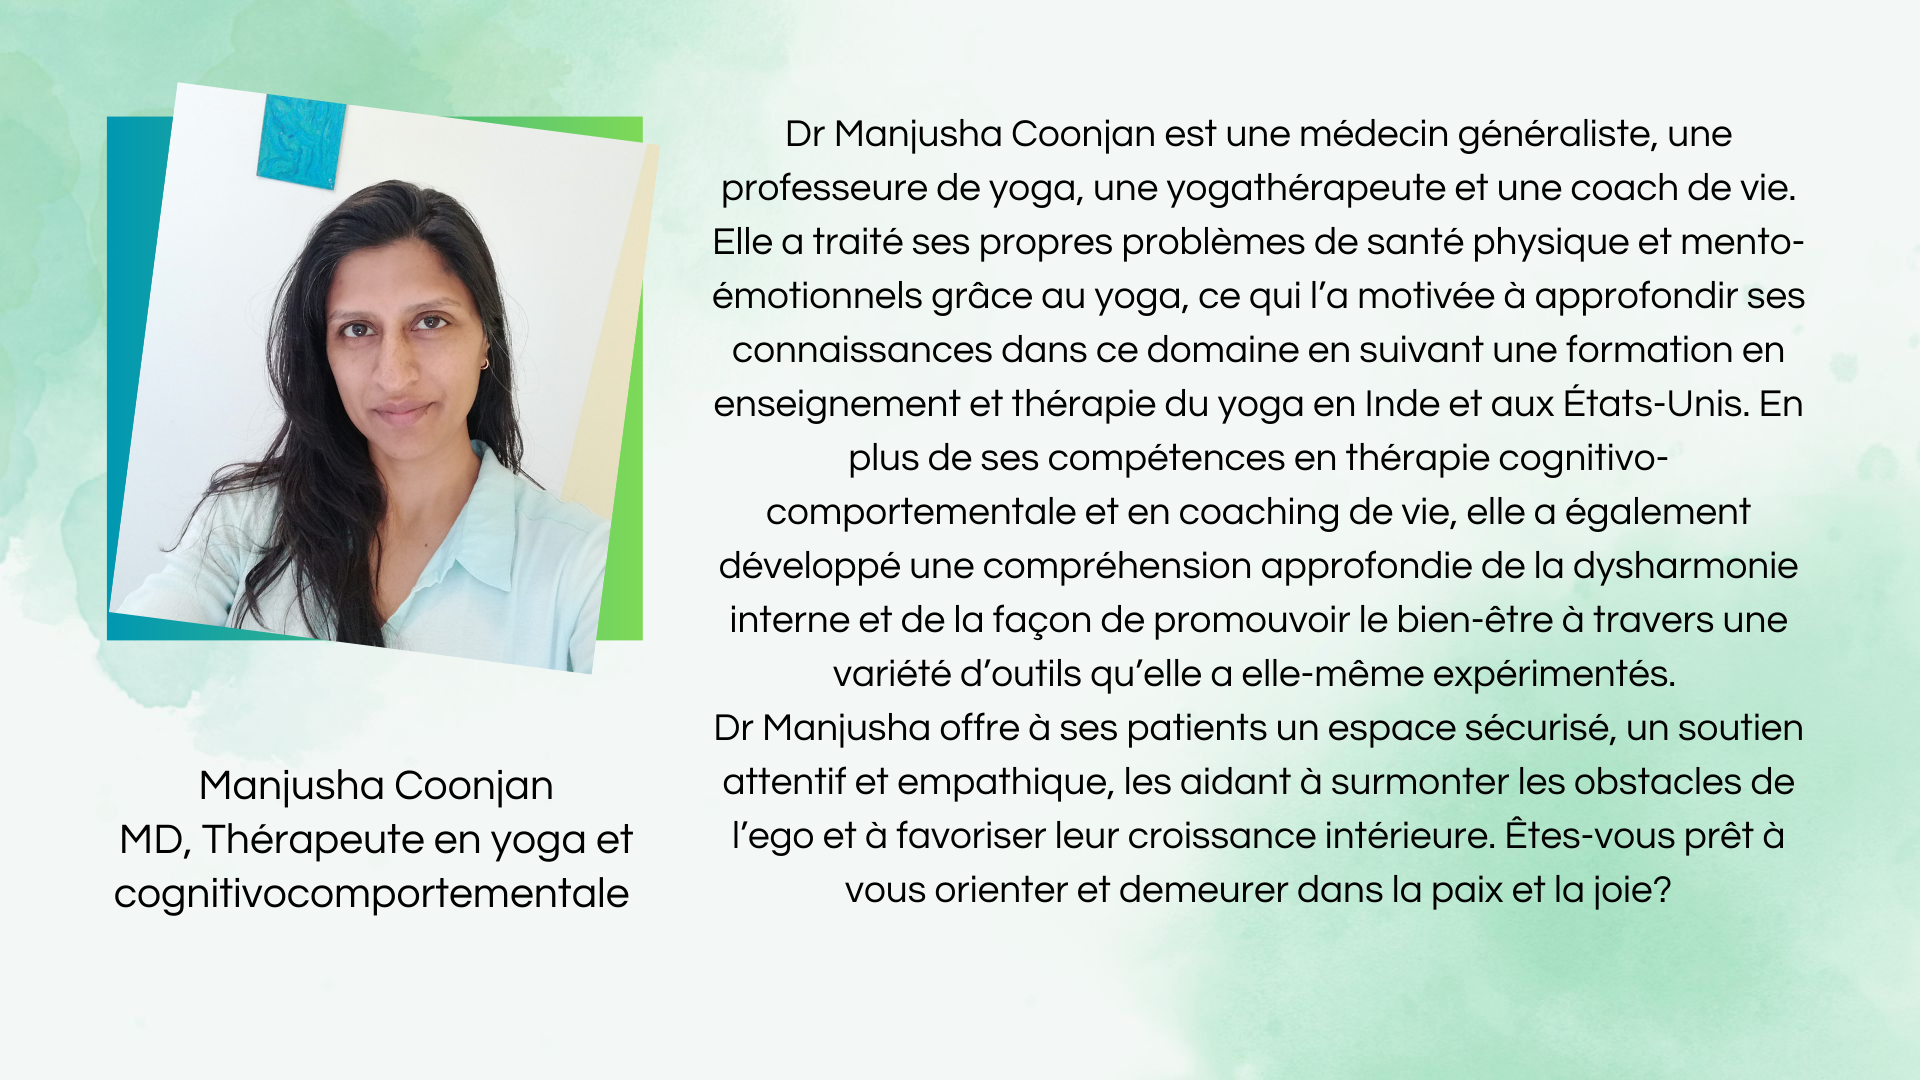 Dr Manjusha Coonjan est une médecin généraliste, une
professeure de yoga, une yogathérapeute et une coach de vie.
Elle a traité ses propres problèmes de santé physique et mento-
émotionnels grâce au yoga, ce qui l’a motivée à approfondir ses
connaissances dans ce domaine en suivant une formation en
enseignement et thérapie du yoga en Inde et aux États-Unis. En
plus de ses compétences en thérapie cognitivo-
comportementale et en coaching de vie, elle a également
développé une compréhension approfondie de la dysharmonie
interne et de la façon de promouvoir le bien-être à travers une
variété d’outils qu’elle a elle-même expérimentés.
Dr Manjusha offre à ses patients un espace sécurisé, un soutien
attentif et empathique, les aidant à surmonter les obstacles de
l’ego et à favoriser leur croissance intérieure. Êtes-vous prêt à
vous orienter et demeurer dans la paix et la joie?
Manjusha Coonjan
MD, Thérapeute en yoga et
cognitivocomportementale